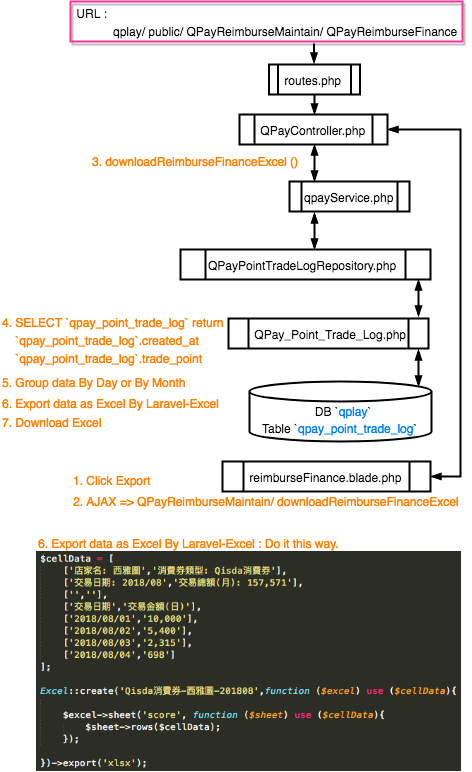 URL :
qplay/ public/ QPayReimburseMaintain/ QPayReimburseFinance
routes.php
QPayController.php
3. downloadReimburseFinanceExcel ()
qpayService.php
QPayPointTradeLogRepository.php
4. SELECT `qpay_point_trade_log` return
`qpay_point_trade_log`.created_at
`qpay_point_trade_log`.trade_point
QPay_Point_Trade_Log.php
5. Group data By Day or By Month
6. Export data as Excel By Laravel-Excel
7. Download Excel
DB `qplay`
Table `qpay_point_trade_log`
1. Click Export
reimburseFinance.blade.php
2. AJAX => QPayReimburseMaintain/ downloadReimburseFinanceExcel
6. Export data as Excel By Laravel-Excel : Do it this way.
$cellData = [
['店家名: 西雅圖','消費券類型: Qisda消費券'],
['交易日期: 2018/08','交易總額(月): 157,571'],
['',''],
['交易日期','交易金額(日)'],
['2018/08/01','10,000'],
['2018/08/02','5,400'],
['2018/08/03','2,315'],
['2018/08/04','698']
];
Excel::create('Qisda消費券-西雅圖-201808',function ($excel) use ($cellData){
$excel->sheet('score', function ($sheet) use ($cellData){
$sheet->rows($cellData);
});
})->export('xlsx');